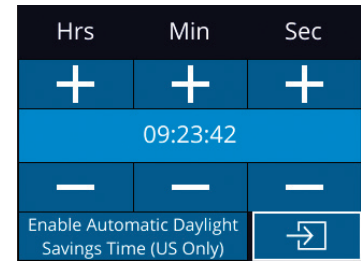 Hrs Min Sec
+ + +
09:23:42
— — —
Enable Automatic Daylight
Savings Time (US Only)